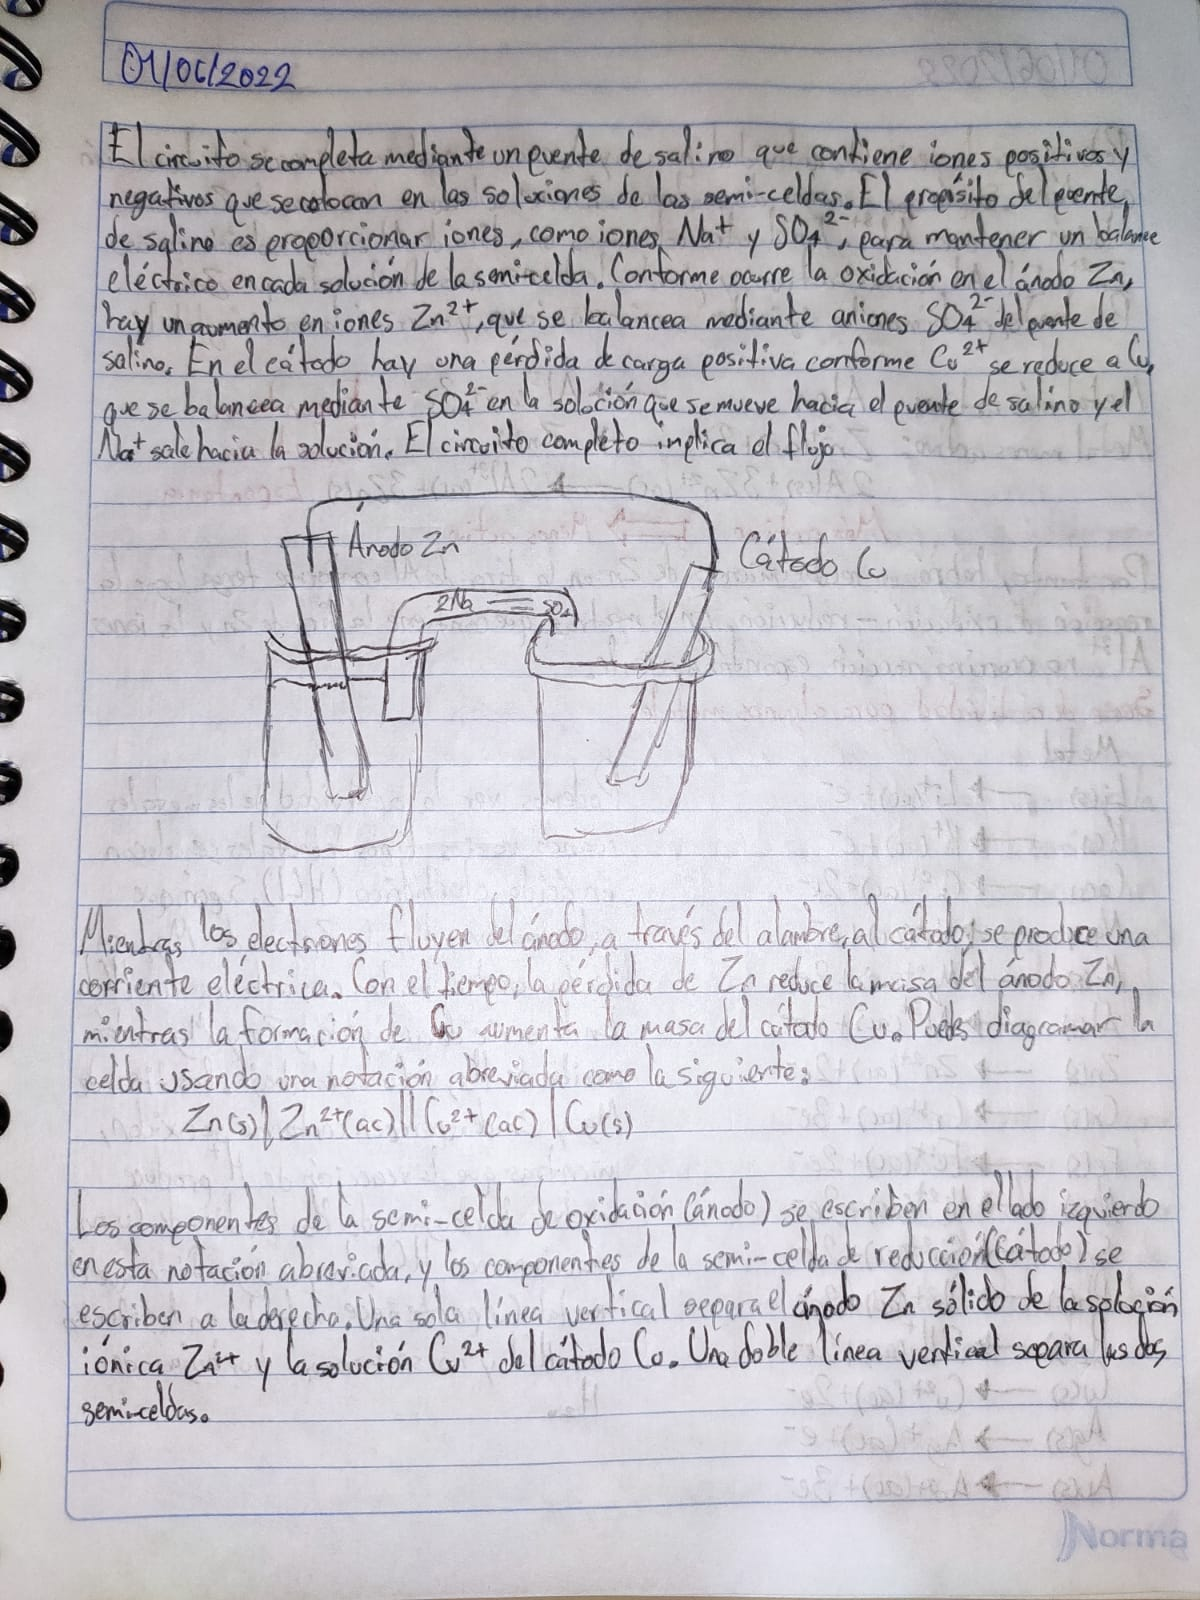 01/06/2022
El circuito se completa mediante un puente de salino que contiene iones positivos y
negativos que se colocan en las soluciones de las semi-celdas. El propósito del puente
de salino es proporcionar iones, como iones Na+ y SO4²-, para mantener un balance
eléctrico en cada solución de la semi-celda. Conforme ocurre la oxidación en el ánodo Zn,
hay un aumento en iones Zn²+, que se balancea mediante aniones SO4²- del puente de
salino. En el cátodo hay una pérdida de carga positiva conforme Cu²+ se reduce a Cu,
que se balancea mediante SO4²- en la solución que se mueve hacia el puente de salino y el
Na+ sale hacia la solución. El circuito completo implica el flujo
Ánodo Zn
Cátodo Cu
2Na SO4
Mientras los electrones fluyen del ánodo, a través del alambre, al cátodo; se produce una
corriente eléctrica. Con el tiempo, la pérdida de Zn reduce la masa del ánodo Zn,
mientras la formación de Cu aumenta la masa del cátodo Cu. Puedes diagramar la
celda usando una notación abreviada como la siguiente:
Zn(s)|Zn²+(ac)||Cu²+(ac)|Cu(s)
Los componentes de la semi-celda de oxidación (ánodo) se escriben en el lado izquierdo
en esta notación abreviada, y los componentes de la semi-celda de reducción (cátodo) se
escriben a la derecha. Una sola línea vertical separa el ánodo Zn sólido de la solución
iónica Zn²+ y la solución Cu²+ del cátodo Cu. Una doble línea vertical separa las dos
semi-celdas.
Norma